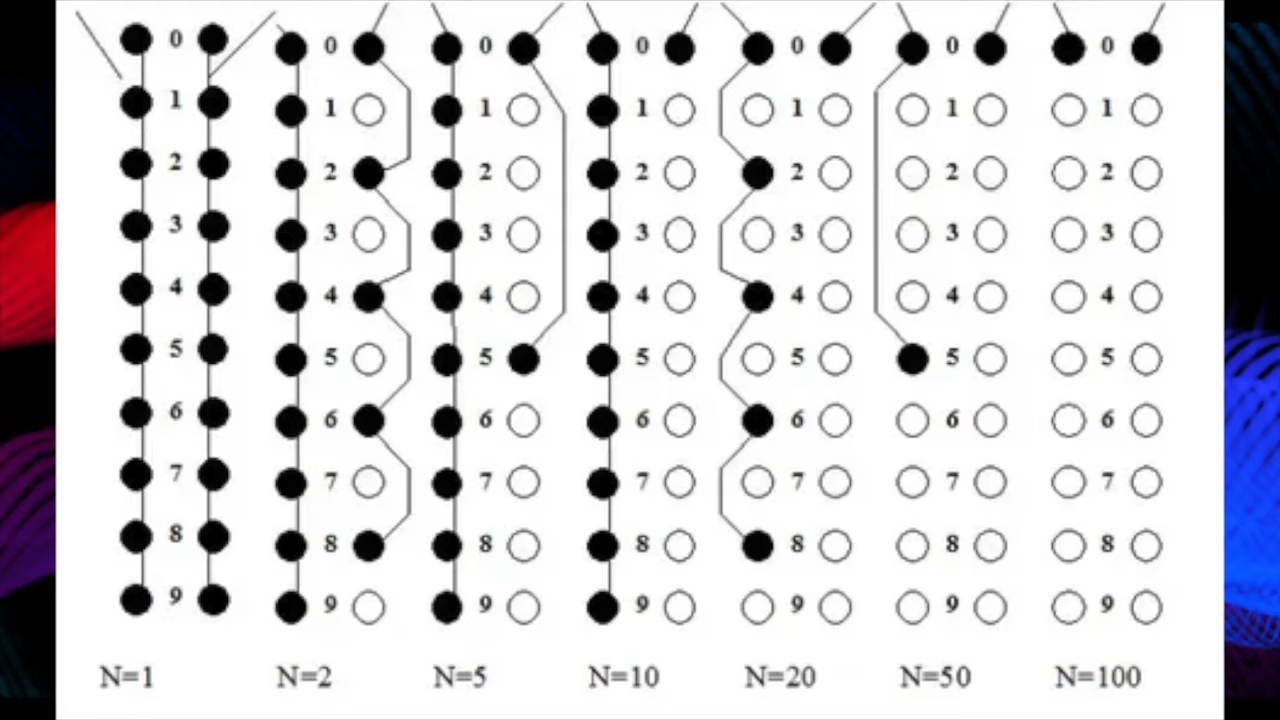 0 0 0 0 0 0 0
1 1 1 1 1 1 1
2 2 2 2 2 2 2
3 3 3 3 3 3 3
4 4 4 4 4 4 4
5 5 5 5 5 5 5
6 6 6 6 6 6 6
7 7 7 7 7 7 7
8 8 8 8 8 8 8
9 9 9 9 9 9 9
N=1 N=2 N=5 N=10 N=20 N=50 N=100